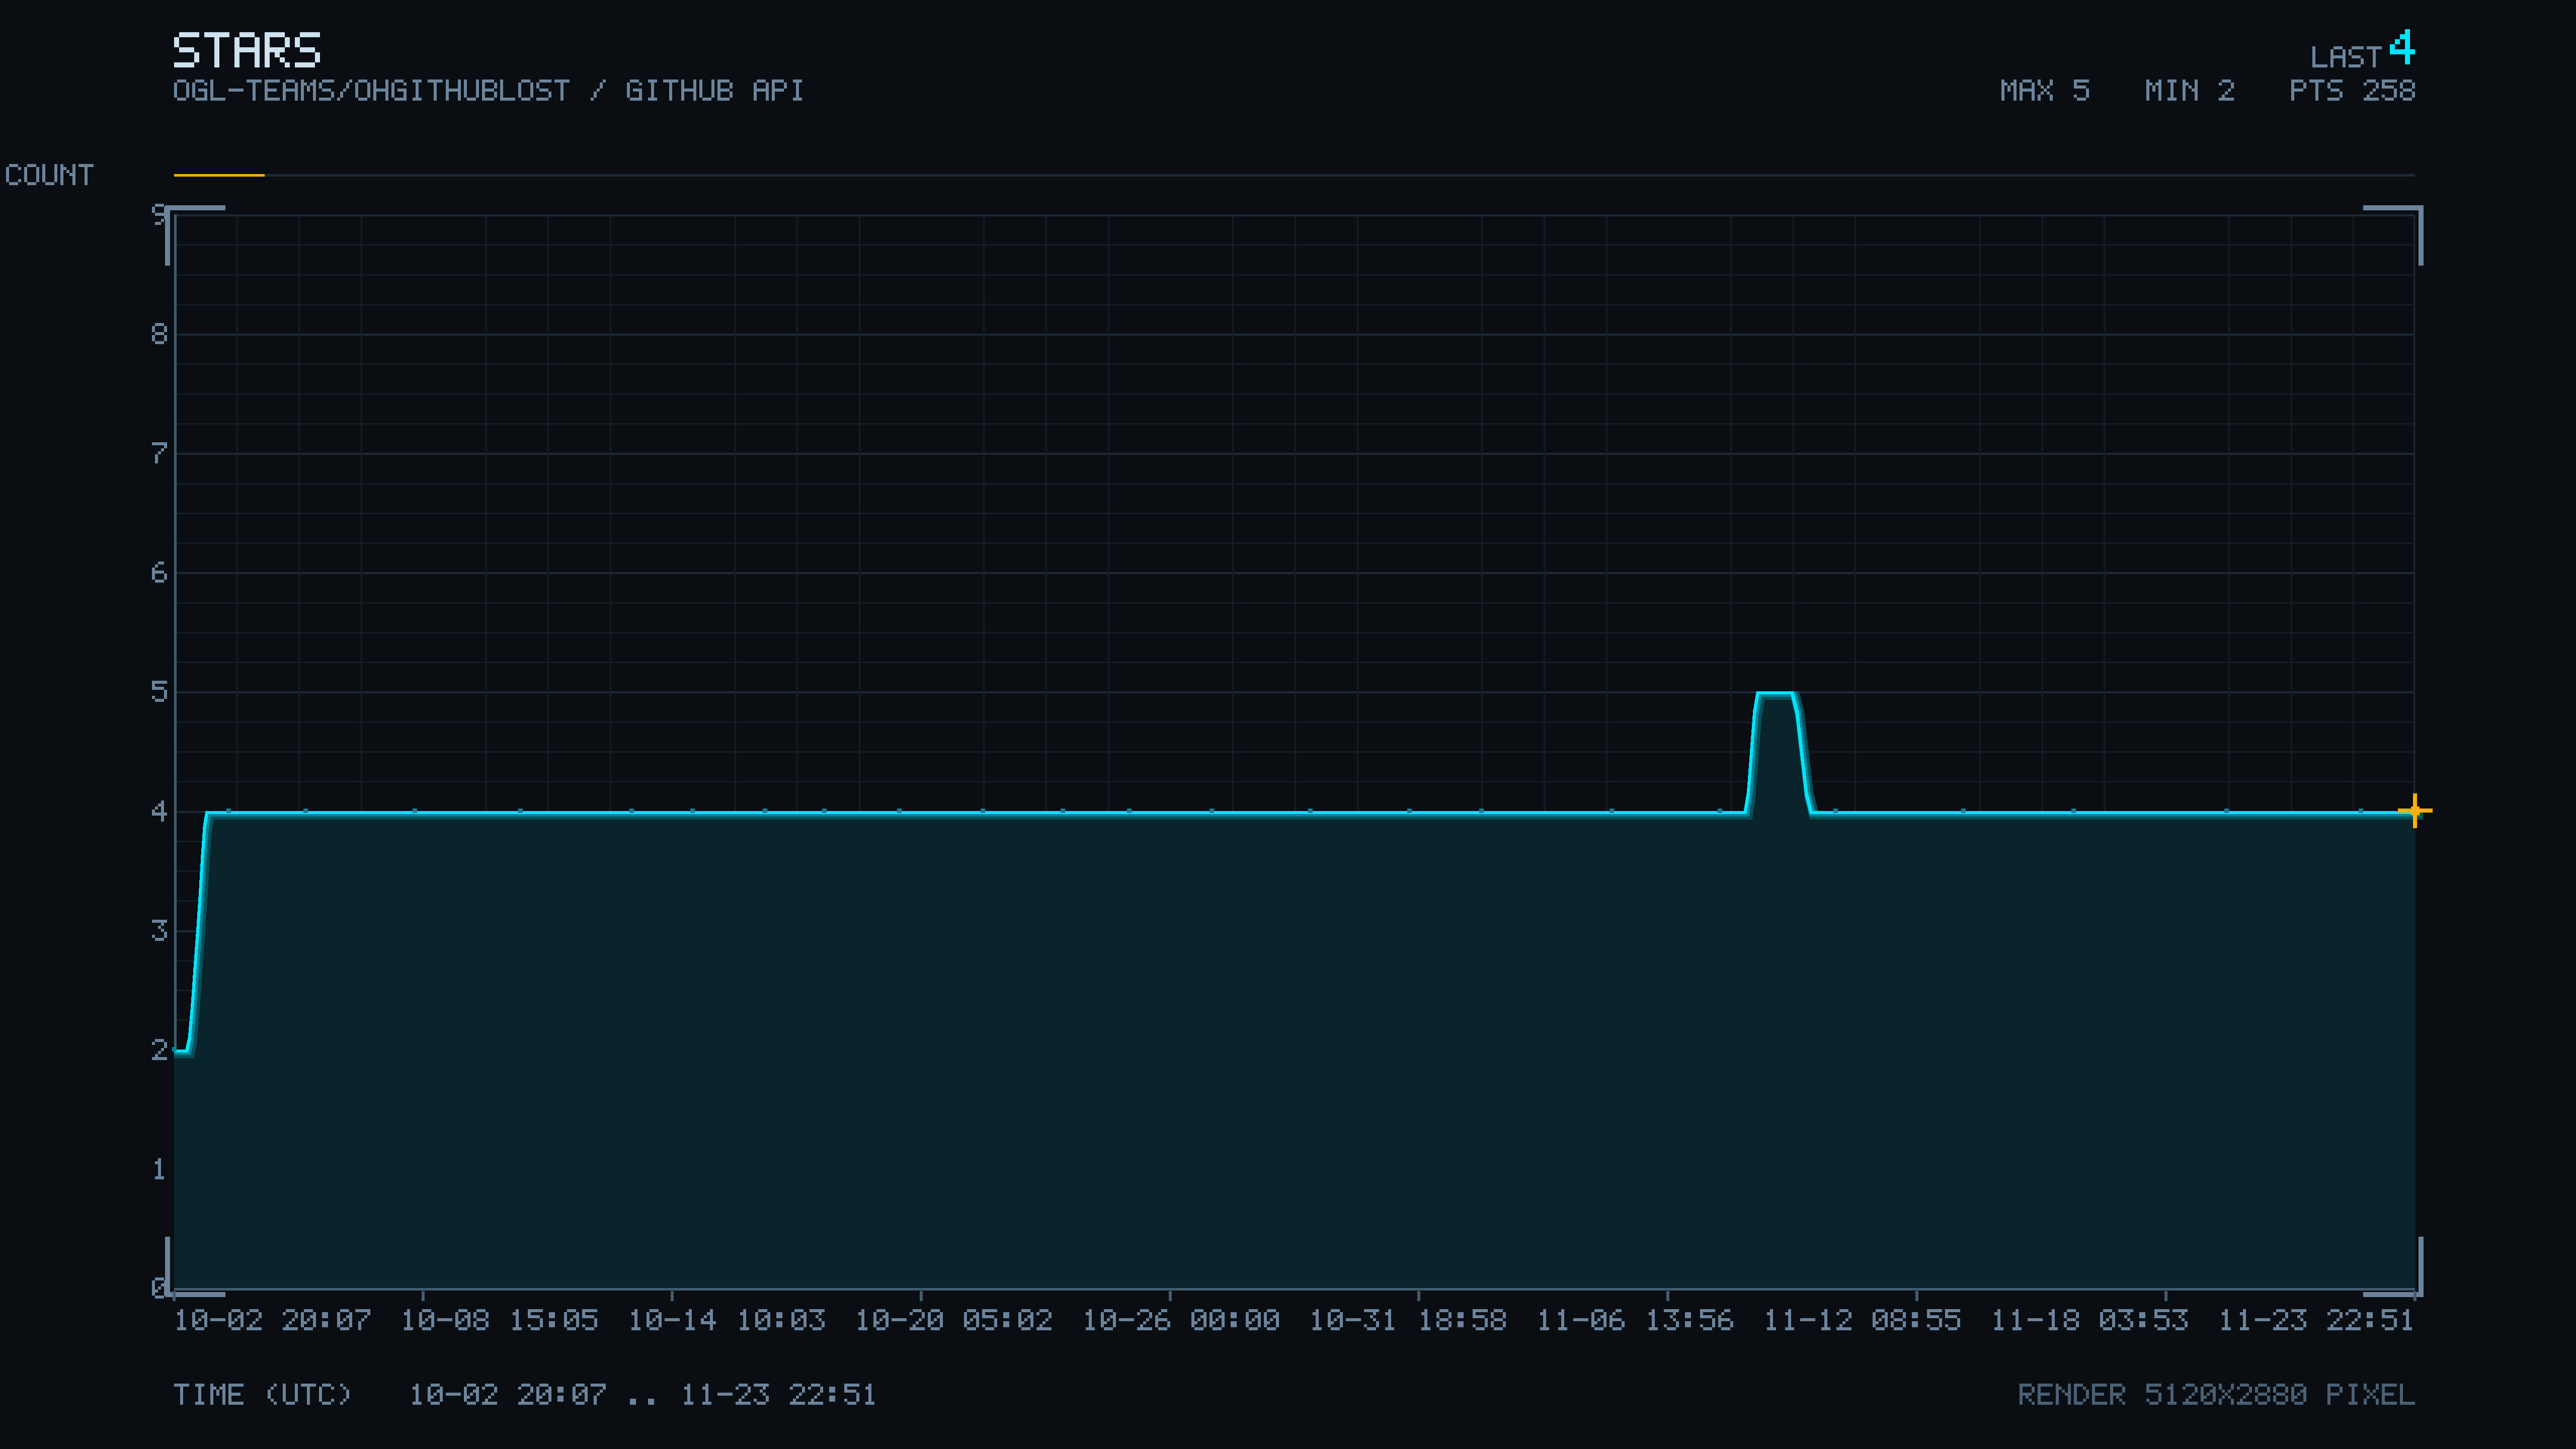 STARS
LAST 4
OGL-TEAMS/OHGITHUBLOST / GITHUB API
MAX 5 MIN 2 PTS 258
COUNT
9
8
7
6
5
4
3
2
1
0
10-02 20:07 10-08 15:05 10-14 10:03 10-20 05:02 10-26 00:00 10-31 18:58 11-06 13:56 11-12 08:55 11-18 03:53 11-23 22:51
TIME (UTC) 10-02 20:07 .. 11-23 22:51
RENDER 5120X2880 PIXEL